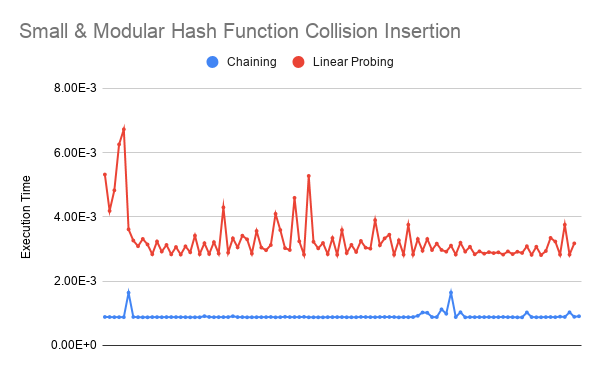 Small & Modular Hash Function Collision Insertion
Chaining
Linear Probing
8.00E-3
6.00E-3
4.00E-3
2.00E-3
0.00E+0
Execution Time